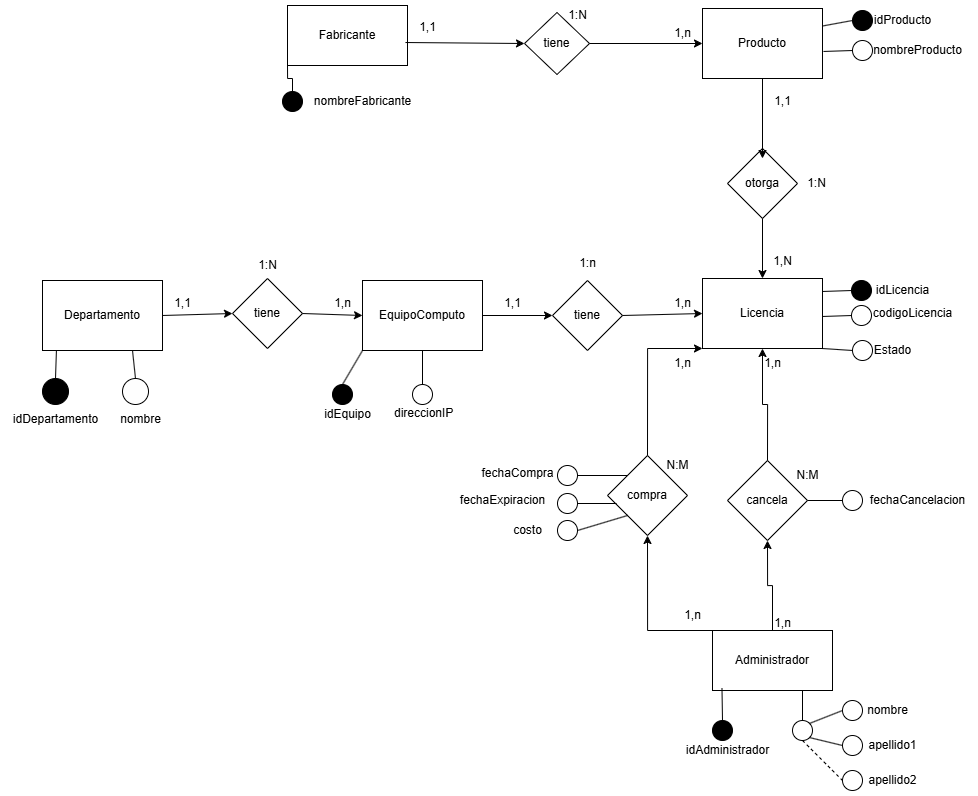 Fabricante
1,1
1:N
tiene
1,n
Producto
idProducto
nombreProducto
nombreFabricante
1,1
otorga
1:N
1,N
Departamento
1,1
1:N
tiene
1,n
EquipoComputo
1,1
1:n
tiene
1,n
Licencia
idLicencia
codigoLicencia
Estado
idDepartamento
nombre
idEquipo
direccionIP
1,n
1,n
fechaCompra
fechaExpiracion
costo
N:M
compra
N:M
cancela
fechaCancelacion
1,n
1,n
Administrador
idAdministrador
nombre
apellido1
apellido2